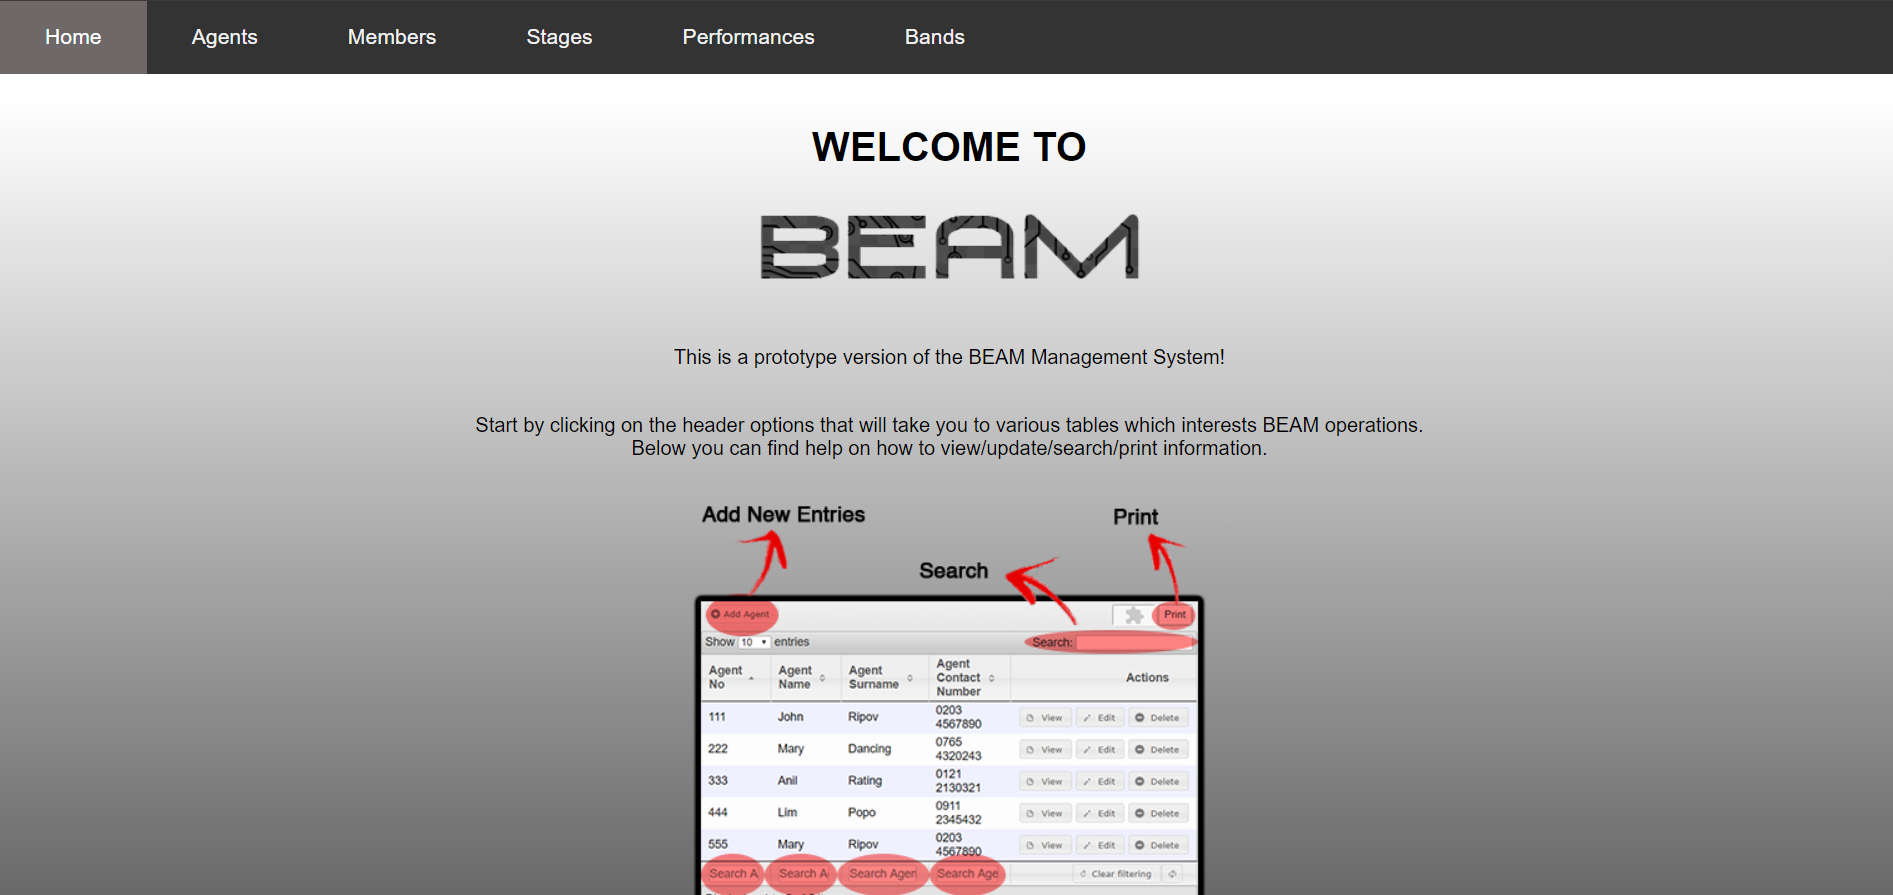 Home Agents Members Stages Performances Bands
WELCOME TO
BEAM
This is a prototype version of the BEAM Management System!
Start by clicking on the header options that will take you to various tables which interests BEAM operations.
Below you can find help on how to view/update/search/print information.
Add New Entries
Print
Search
Add Agent
Print
Show 10 entries
Search:
Agent No
Agent Name
Agent Surname
Agent Contact Number
Actions
111 John Ripov 0203 4567890 View Edit Delete
222 Mary Dancing 0765 4320243 View Edit Delete
333 Anil Rating 0121 2130321 View Edit Delete
444 Lim Popo 0911 2345432 View Edit Delete
555 Mary Ripov 0203 4567890 View Edit Delete
Search A Search A Search Agen Search Age Clear filtering